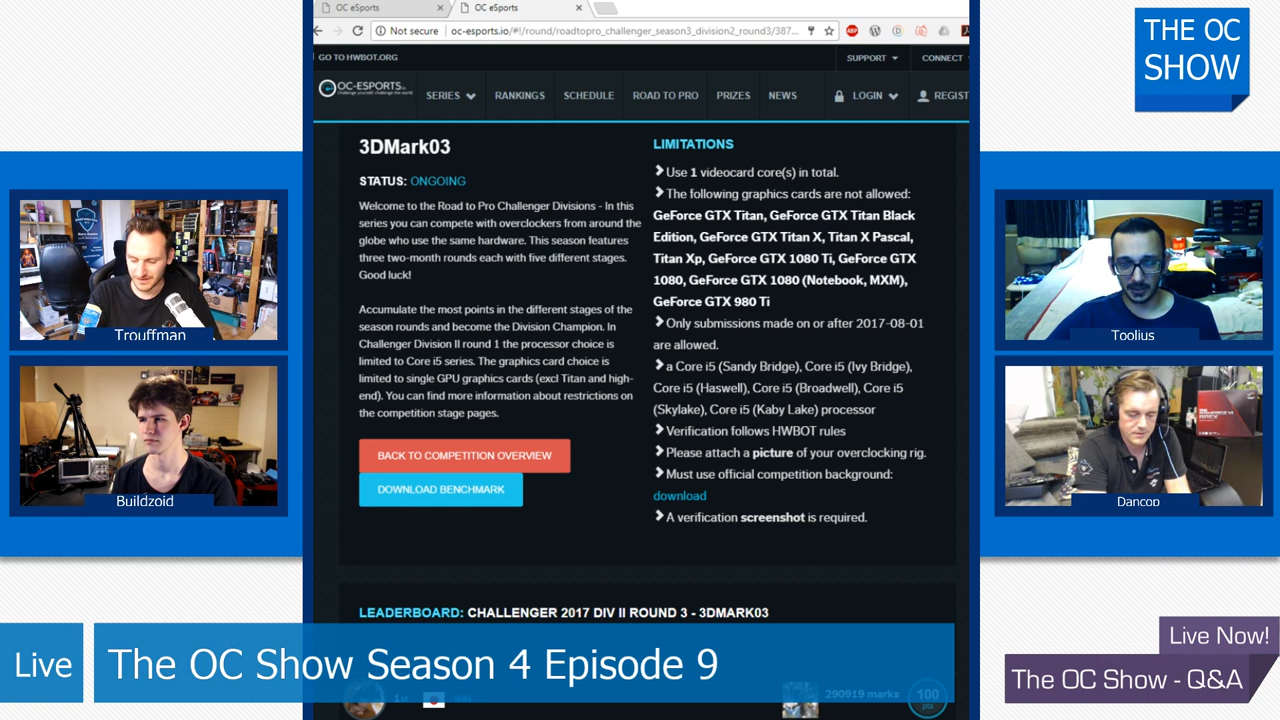 OC eSports
OC eSports
Not secure
oc-esports.io/#!/round/roadtopro_challenger_season3_division2_round3/387...
GO TO HWBOT.ORG
SUPPORT
CONNECT
OC-ESPORTS
SERIES
RANKINGS
SCHEDULE
ROAD TO PRO
PRIZES
NEWS
LOGIN
REGIST
3DMark03
STATUS: ONGOING
Welcome to the Road to Pro Challenger Divisions - In this
series you can compete with overclockers from around the
globe who use the same hardware. This season features
three two-month rounds each with five different stages.
Good luck!
Accumulate the most points in the different stages of the
season rounds and become the Division Champion. In
Challenger Division II round 1 the processor choice is
limited to Core i5 series. The graphics card choice is
limited to single GPU graphics cards (excl Titan and high-
end). You can find more information about restrictions on
the competition stage pages.
BACK TO COMPETITION OVERVIEW
DOWNLOAD BENCHMARK
LIMITATIONS
Use 1 videocard core(s) in total.
The following graphics cards are not allowed:
GeForce GTX Titan, GeForce GTX Titan Black
Edition, GeForce GTX Titan X, Titan X Pascal,
Titan Xp, GeForce GTX 1080 Ti, GeForce GTX
1080, GeForce GTX 1080 (Notebook, MXM),
GeForce GTX 980 Ti
Only submissions made on or after 2017-08-01
are allowed.
a Core i5 (Sandy Bridge), Core i5 (Ivy Bridge),
Core i5 (Haswell), Core i5 (Broadwell), Core i5
(Skylake), Core i5 (Kaby Lake) processor
Verification follows HWBOT rules
Please attach a picture of your overclocking rig.
Must use official competition background:
download
A verification screenshot is required.
LEADERBOARD: CHALLENGER 2017 DIV II ROUND 3 - 3DMARK03
1st
290919 marks
100
pts
THE OC
SHOW
Trouffman
Buildzoid
Toolius
Dancop
Live
The OC Show Season 4 Episode 9
Live Now!
The OC Show - Q&A